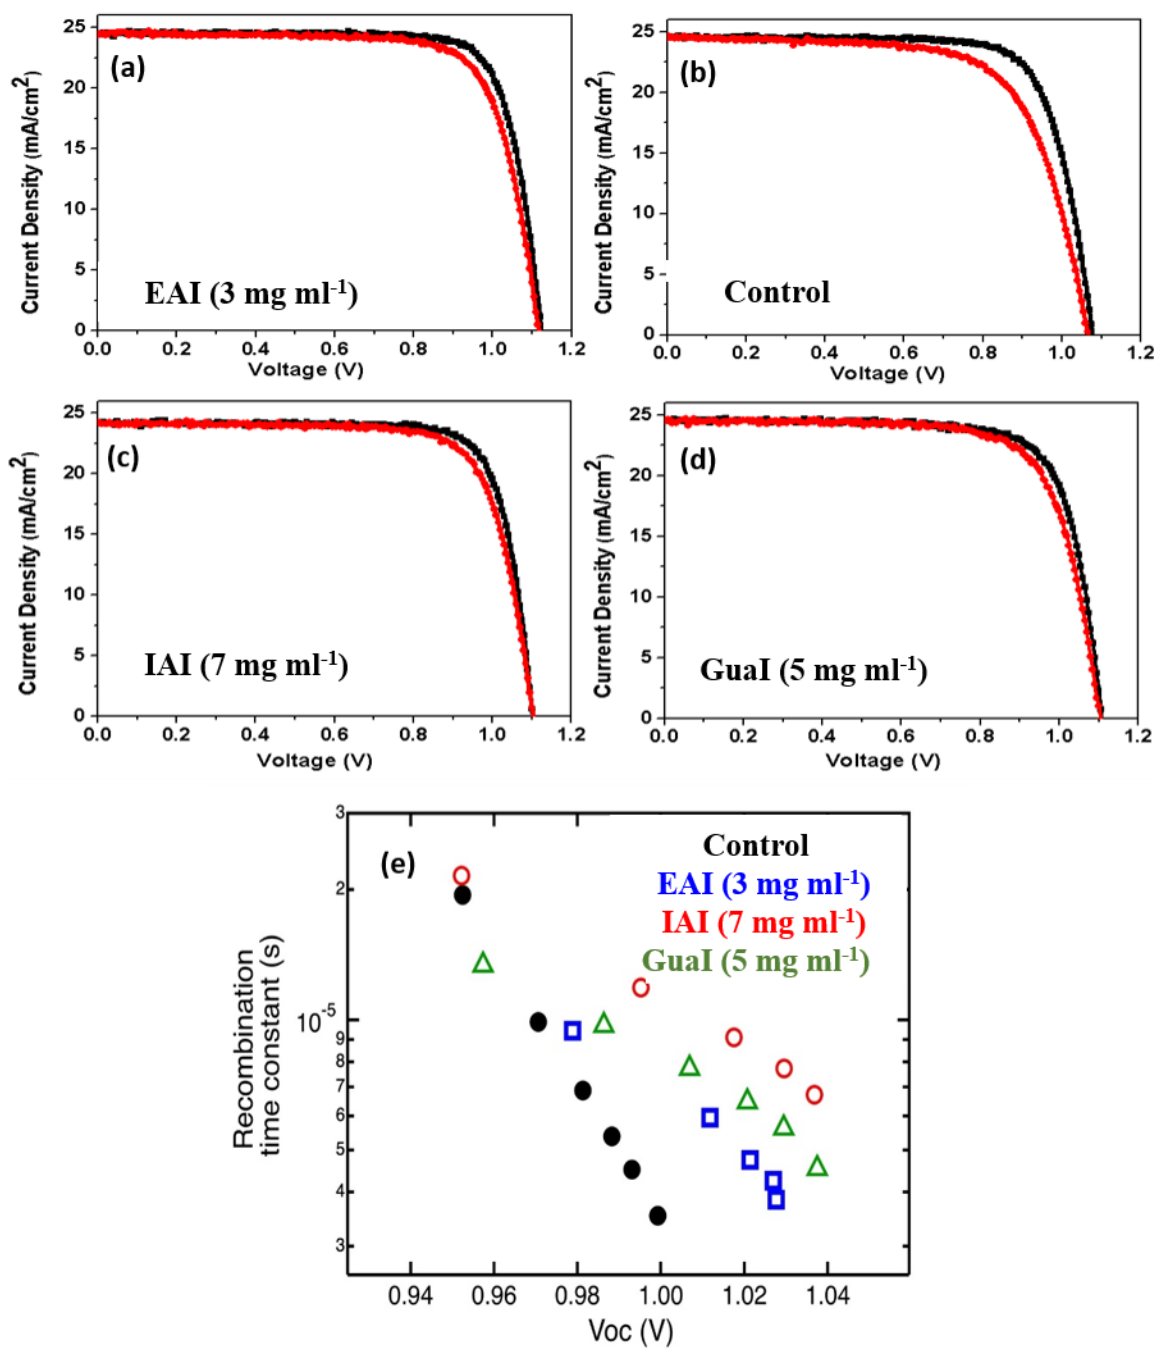 25
20
15
10
5
0
Current Density (mA/cm²)
(a)
EAI (3 mg ml⁻¹)
0.0 0.2 0.4 0.6 0.8 1.0 1.2
Voltage (V)
25
20
15
10
5
0
Current Density (mA/cm²)
(b)
Control
0.0 0.2 0.4 0.6 0.8 1.0 1.2
Voltage (V)
25
20
15
10
5
0
Current Density (mA/cm²)
(c)
IAI (7 mg ml⁻¹)
0.0 0.2 0.4 0.6 0.8 1.0 1.2
Voltage (V)
25
20
15
10
5
0
Current Density (mA/cm²)
(d)
GuaI (5 mg ml⁻¹)
0.0 0.2 0.4 0.6 0.8 1.0 1.2
Voltage (V)
(e)
Control
EAI (3 mg ml⁻¹)
IAI (7 mg ml⁻¹)
GuaI (5 mg ml⁻¹)
3
2
10⁻⁵
9
8
7
6
5
4
3
Recombination
time constant (s)
0.94 0.96 0.98 1.00 1.02 1.04
Voc (V)